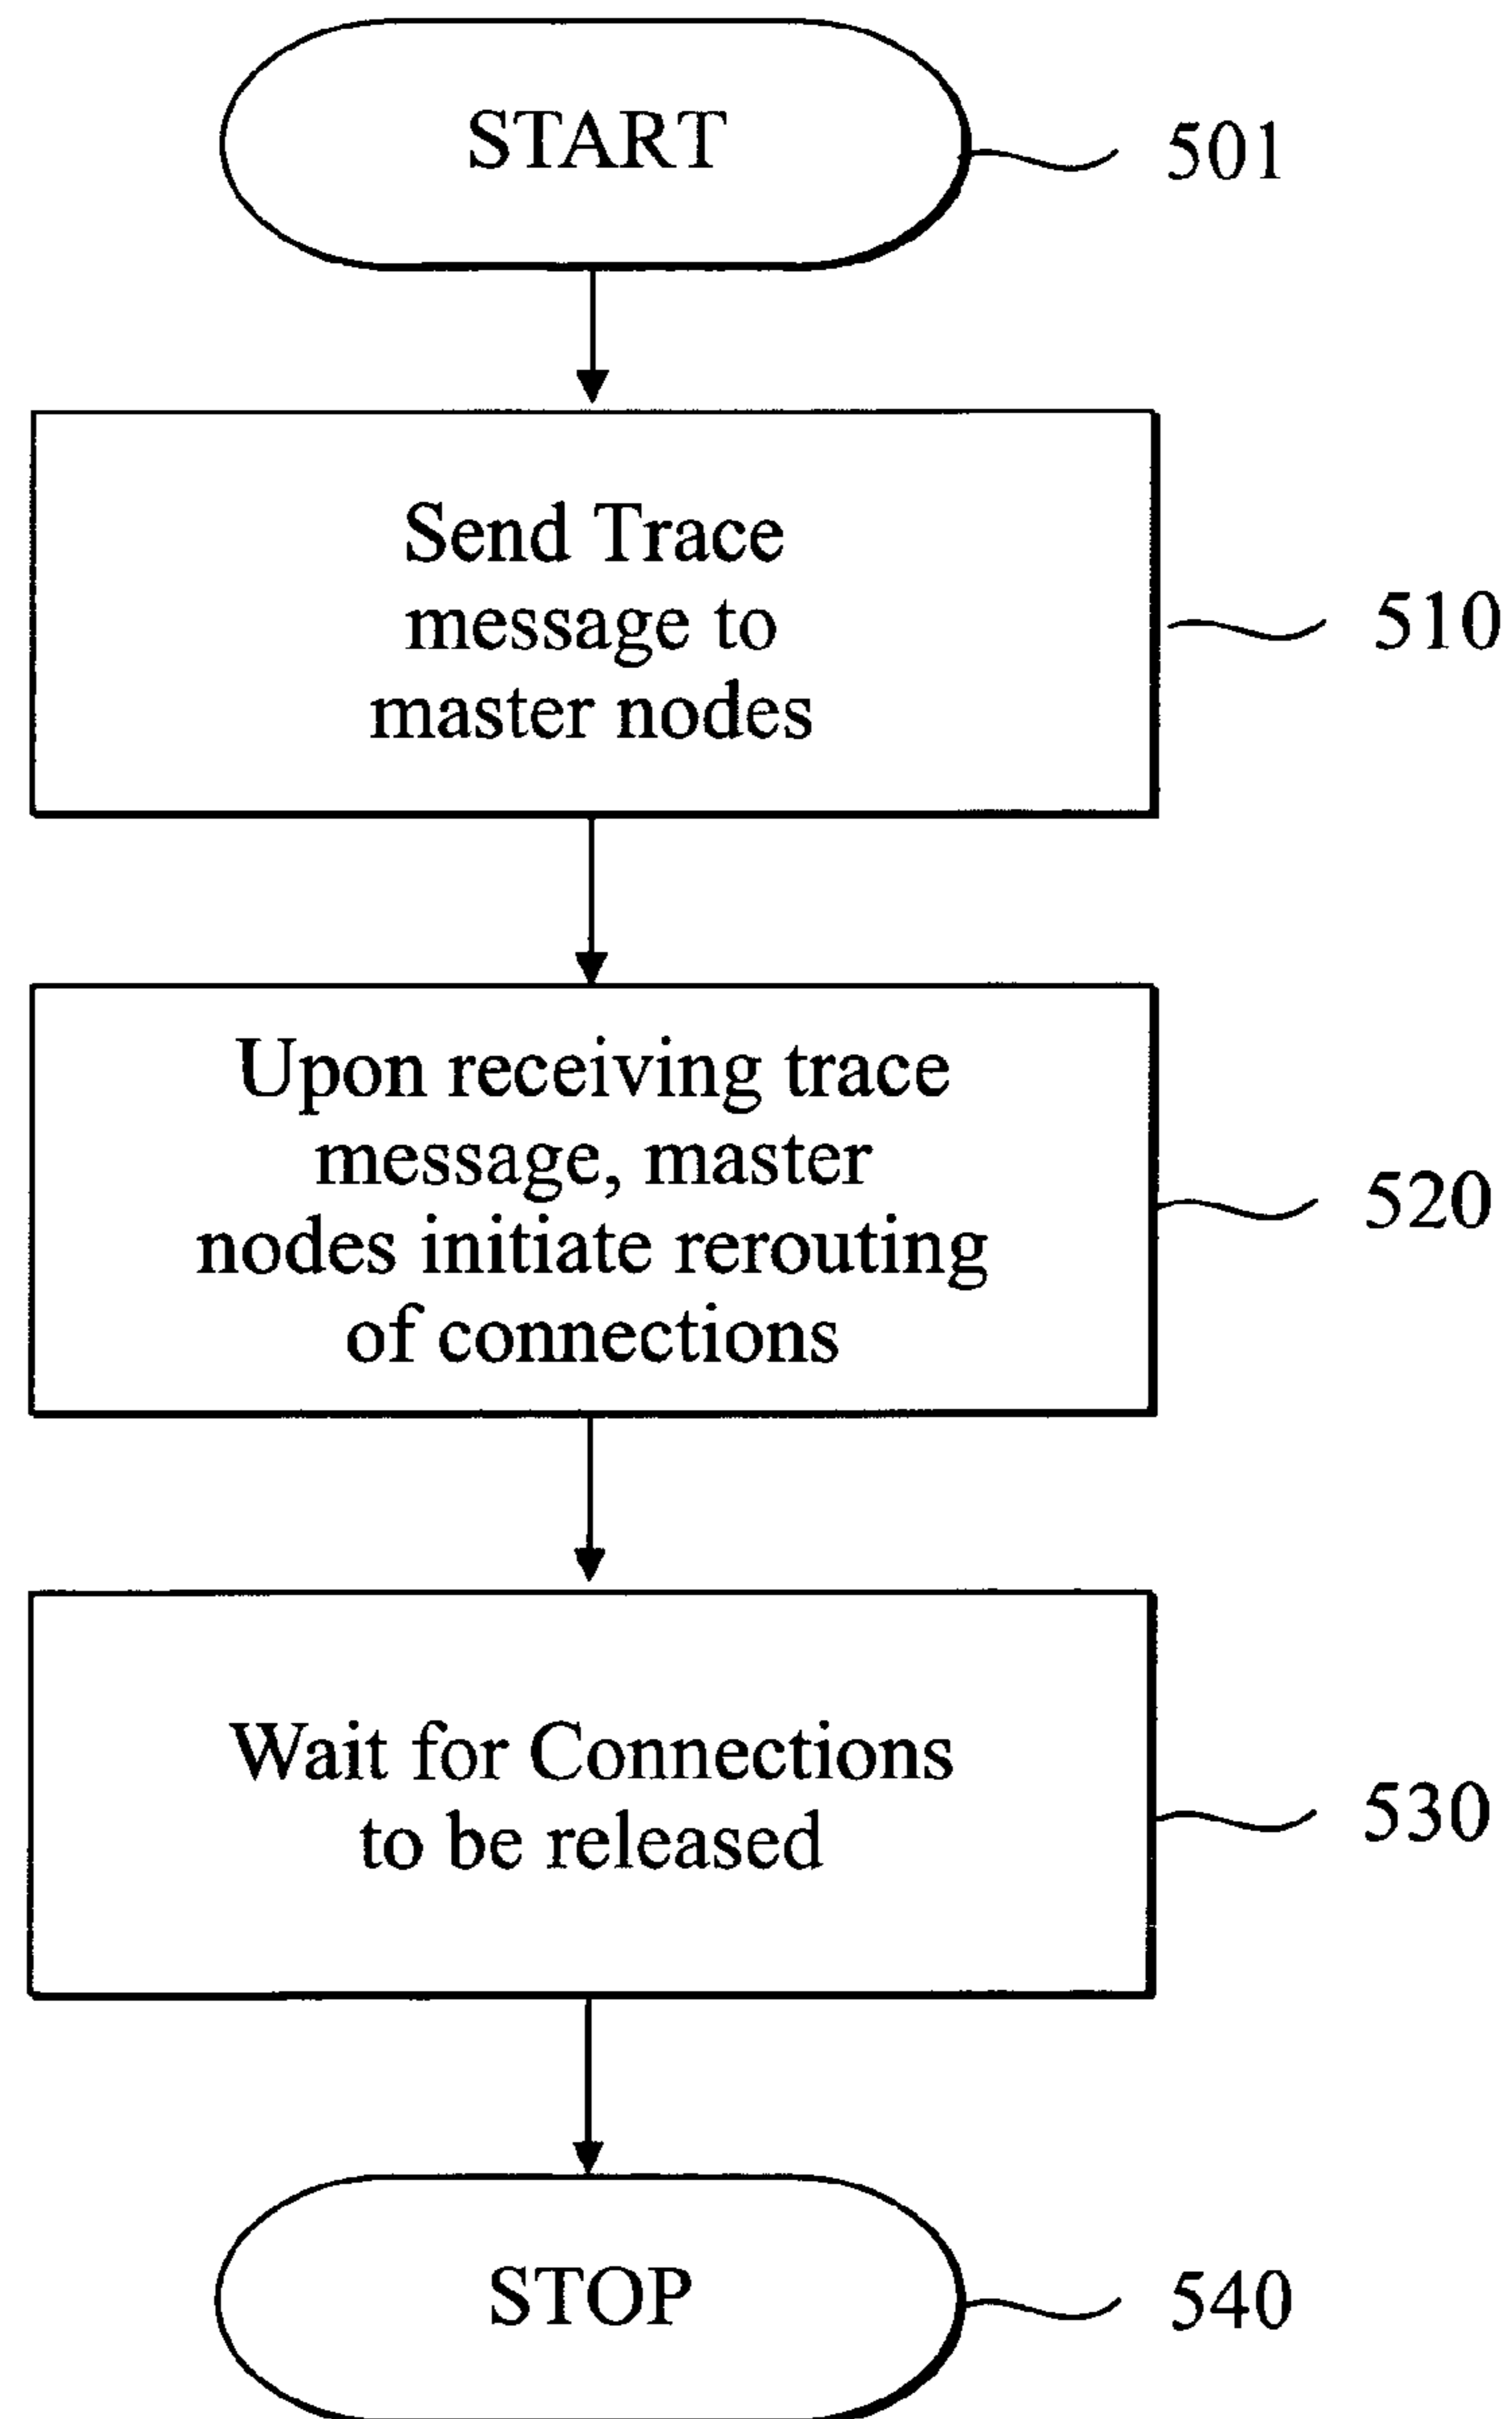 START
501
Send Trace
message to
master nodes
510
Upon receiving trace
message, master
nodes initiate rerouting
of connections
520
Wait for Connections
to be released
530
STOP
540